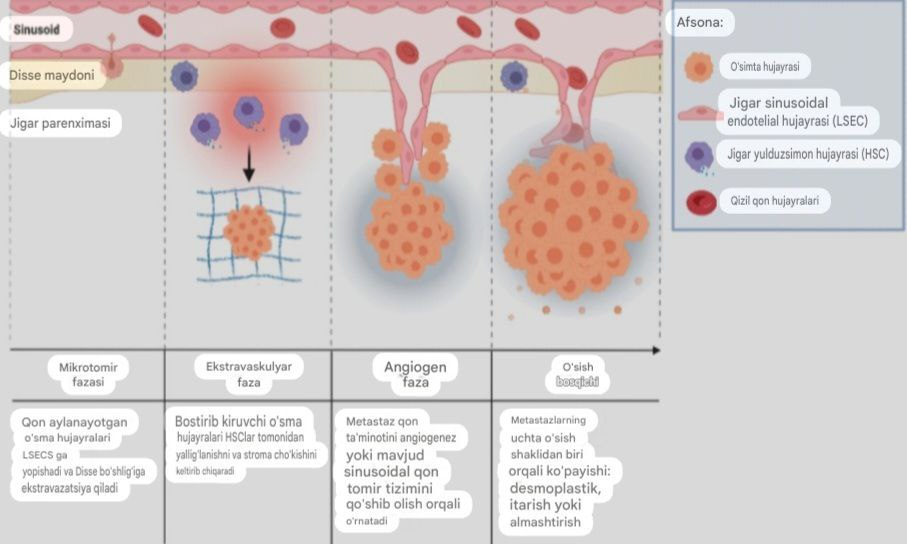 Sinusoid
Disse maydoni
Jigar parenximasi
Afsona:
O'simta hujayrasi
Jigar sinusoidal
endotelial hujayrasi (LSEC)
Jigar yulduzsimon hujayrasi (HSC)
Qizil qon hujayralari
Mikrotomir
fazasi
Ekstravaskulyar
faza
Angiogen
faza
O'sish
bosqichi
Qon aylanayotgan
o'sma hujayralari
LSECS ga
yopishadi va Disse bo'shlig'iga
ekstravazatsiya qiladi
Bostirib kiruvchi o'sma
hujayralari HSClar tomonidan
yallig'lanishni va stroma cho'kishini
keltirib chiqaradi
Metastaz qon
ta'minotini angiogenez
yoki mavjud
sinusoidal qon
tomir tizimini
qo'shib olish orqali
o'rnatadi
Metastazlarning
uchta o'sish
shaklidan biri
orqali ko'payishi:
desmoplastik,
itarish yoki
almashtirish